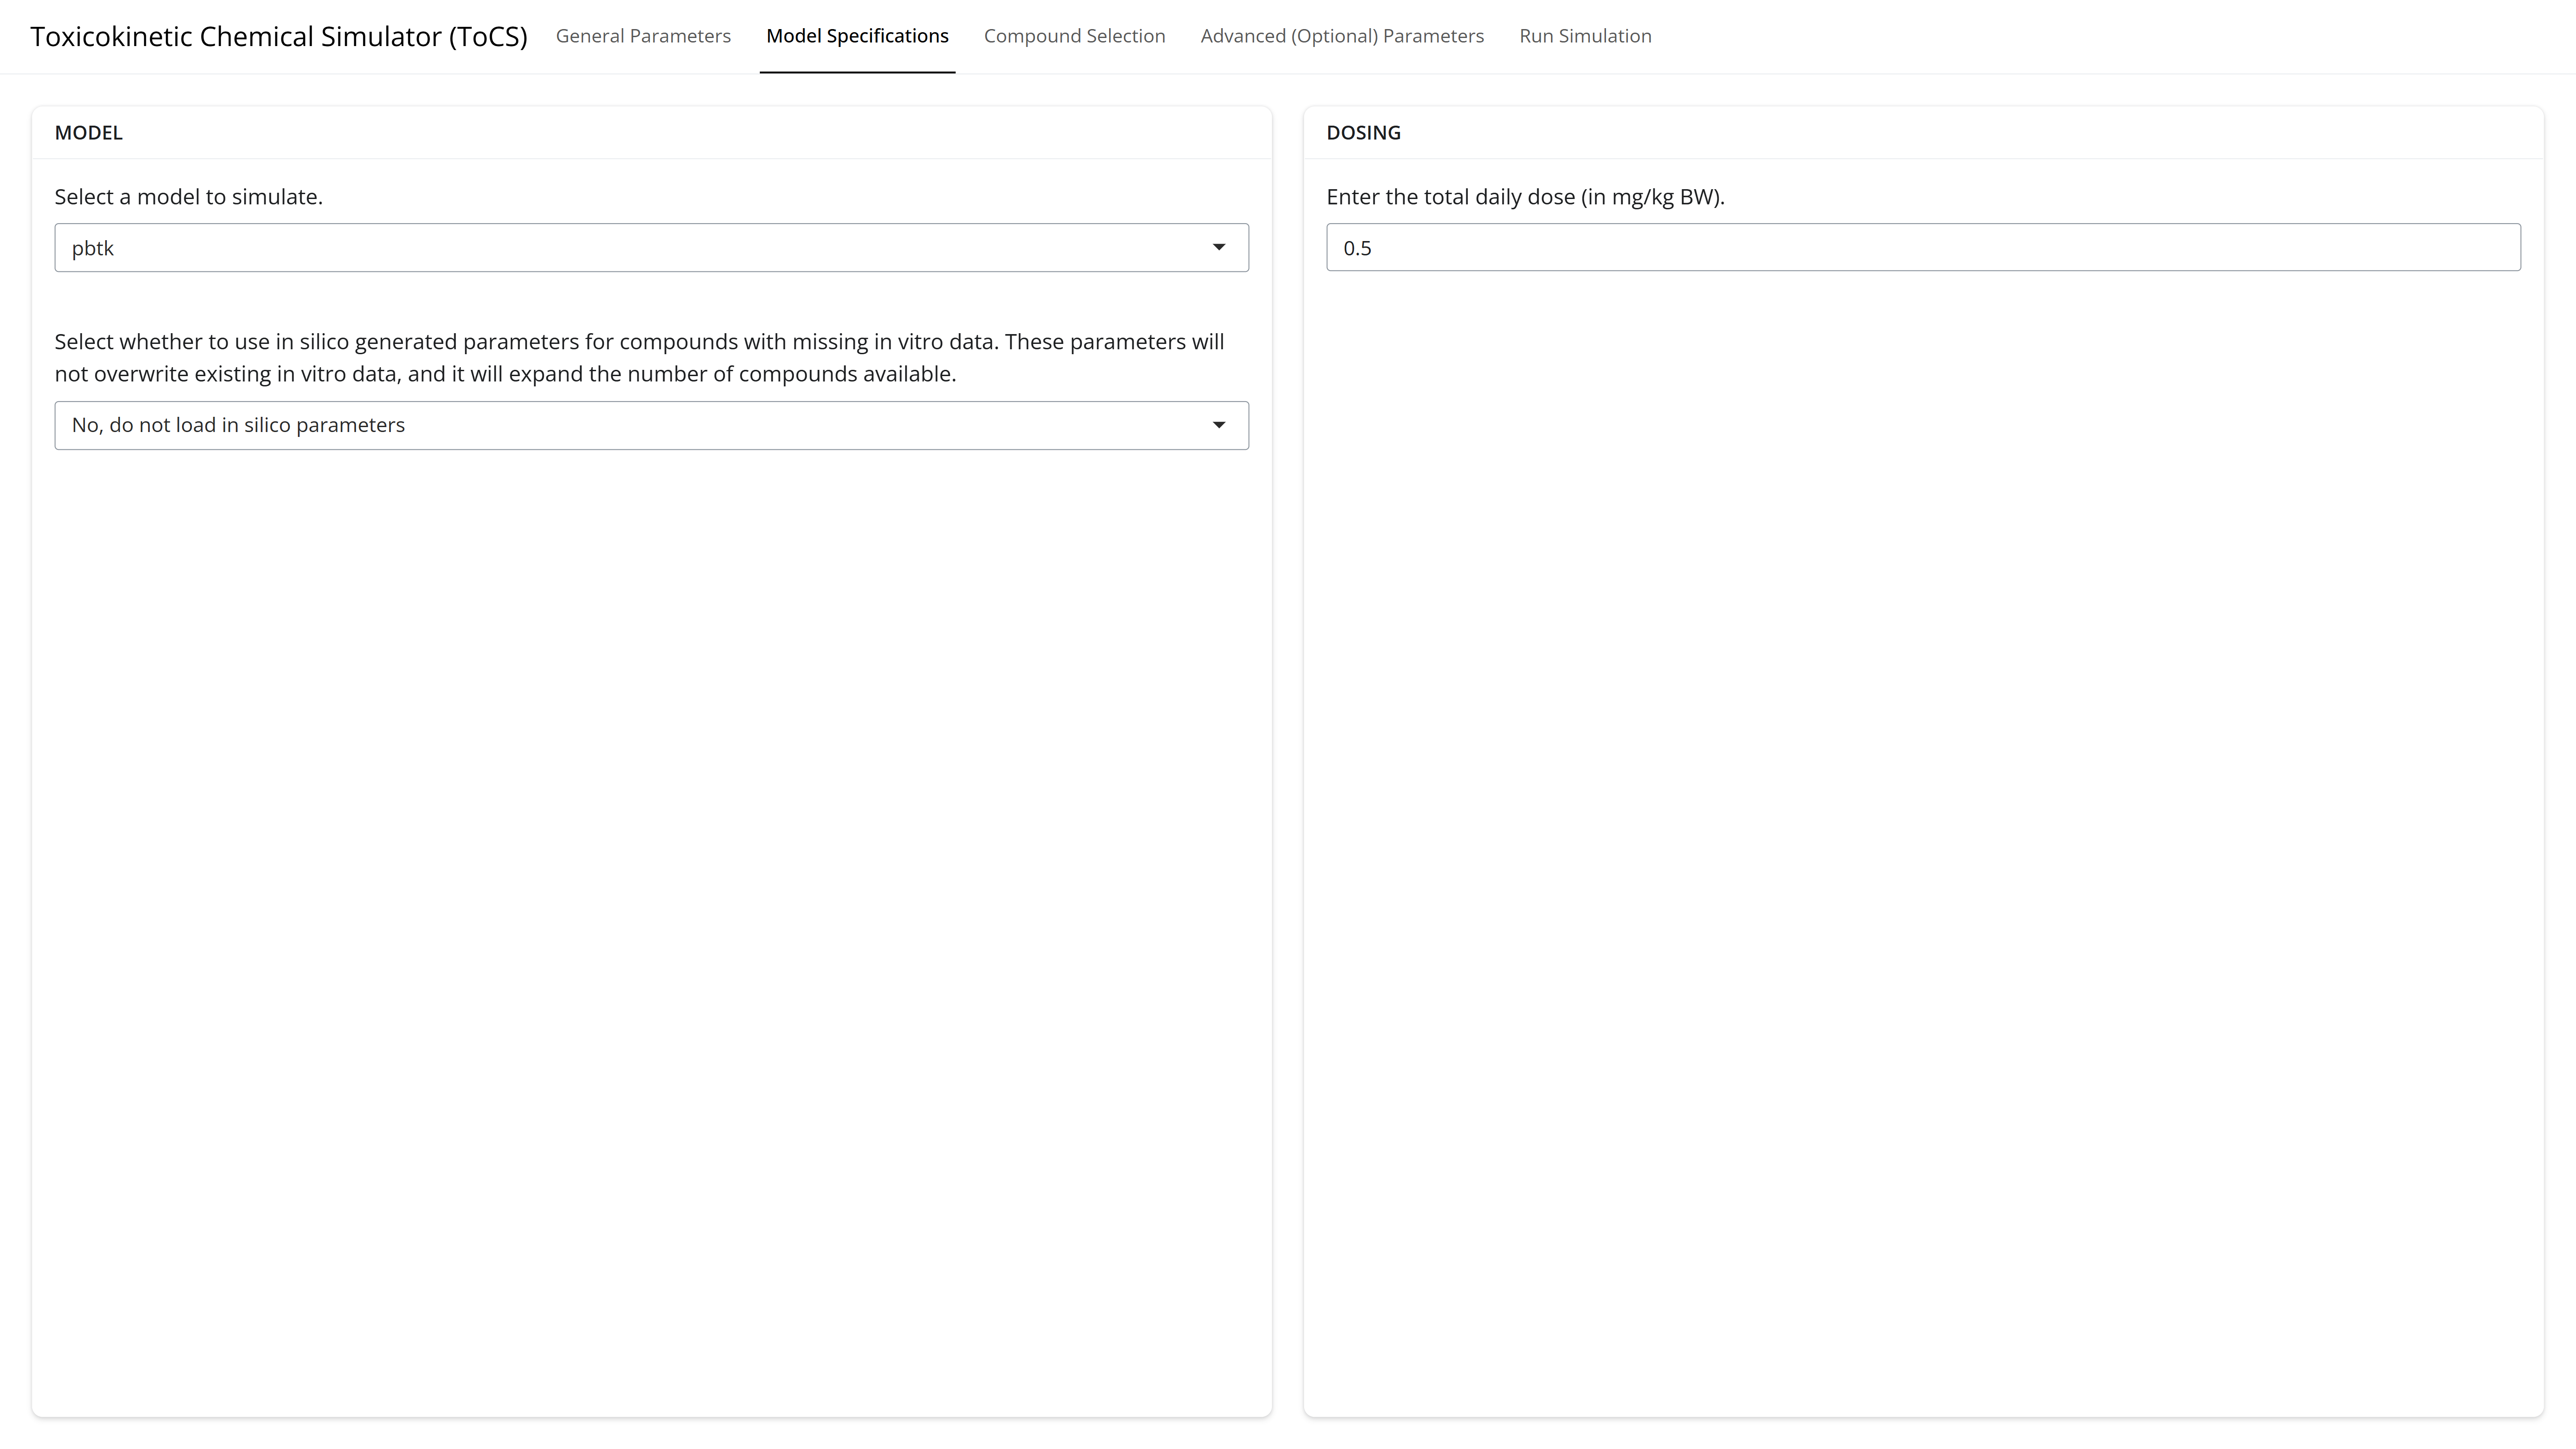 Toxicokinetic Chemical Simulator (ToCS) General Parameters Model Specifications Compound Selection Advanced (Optional) Parameters Run Simulation
MODEL
Select a model to simulate.
pbtk
Select whether to use in silico generated parameters for compounds with missing in vitro data. These parameters will
not overwrite existing in vitro data, and it will expand the number of compounds available.
No, do not load in silico parameters
DOSING
Enter the total daily dose (in mg/kg BW).
0.5